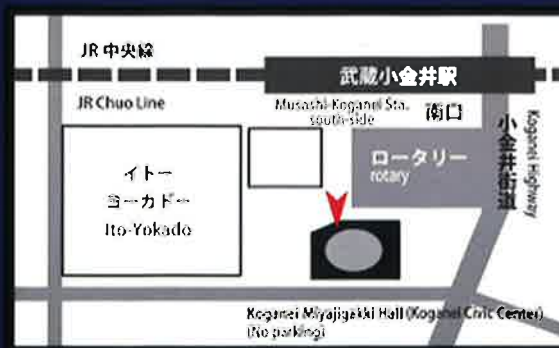 JR 中央線
武蔵小金井駅
JR Chuo Line
Musashi-Koganei Sta.
south-side
南口
イトー
ヨーカドー
Ito-Yokado
ロータリー
rotary
小金井街道
Koganei Highway
Koganei Miyajigakki Hall (Koganei Civic Center)
(No parking)